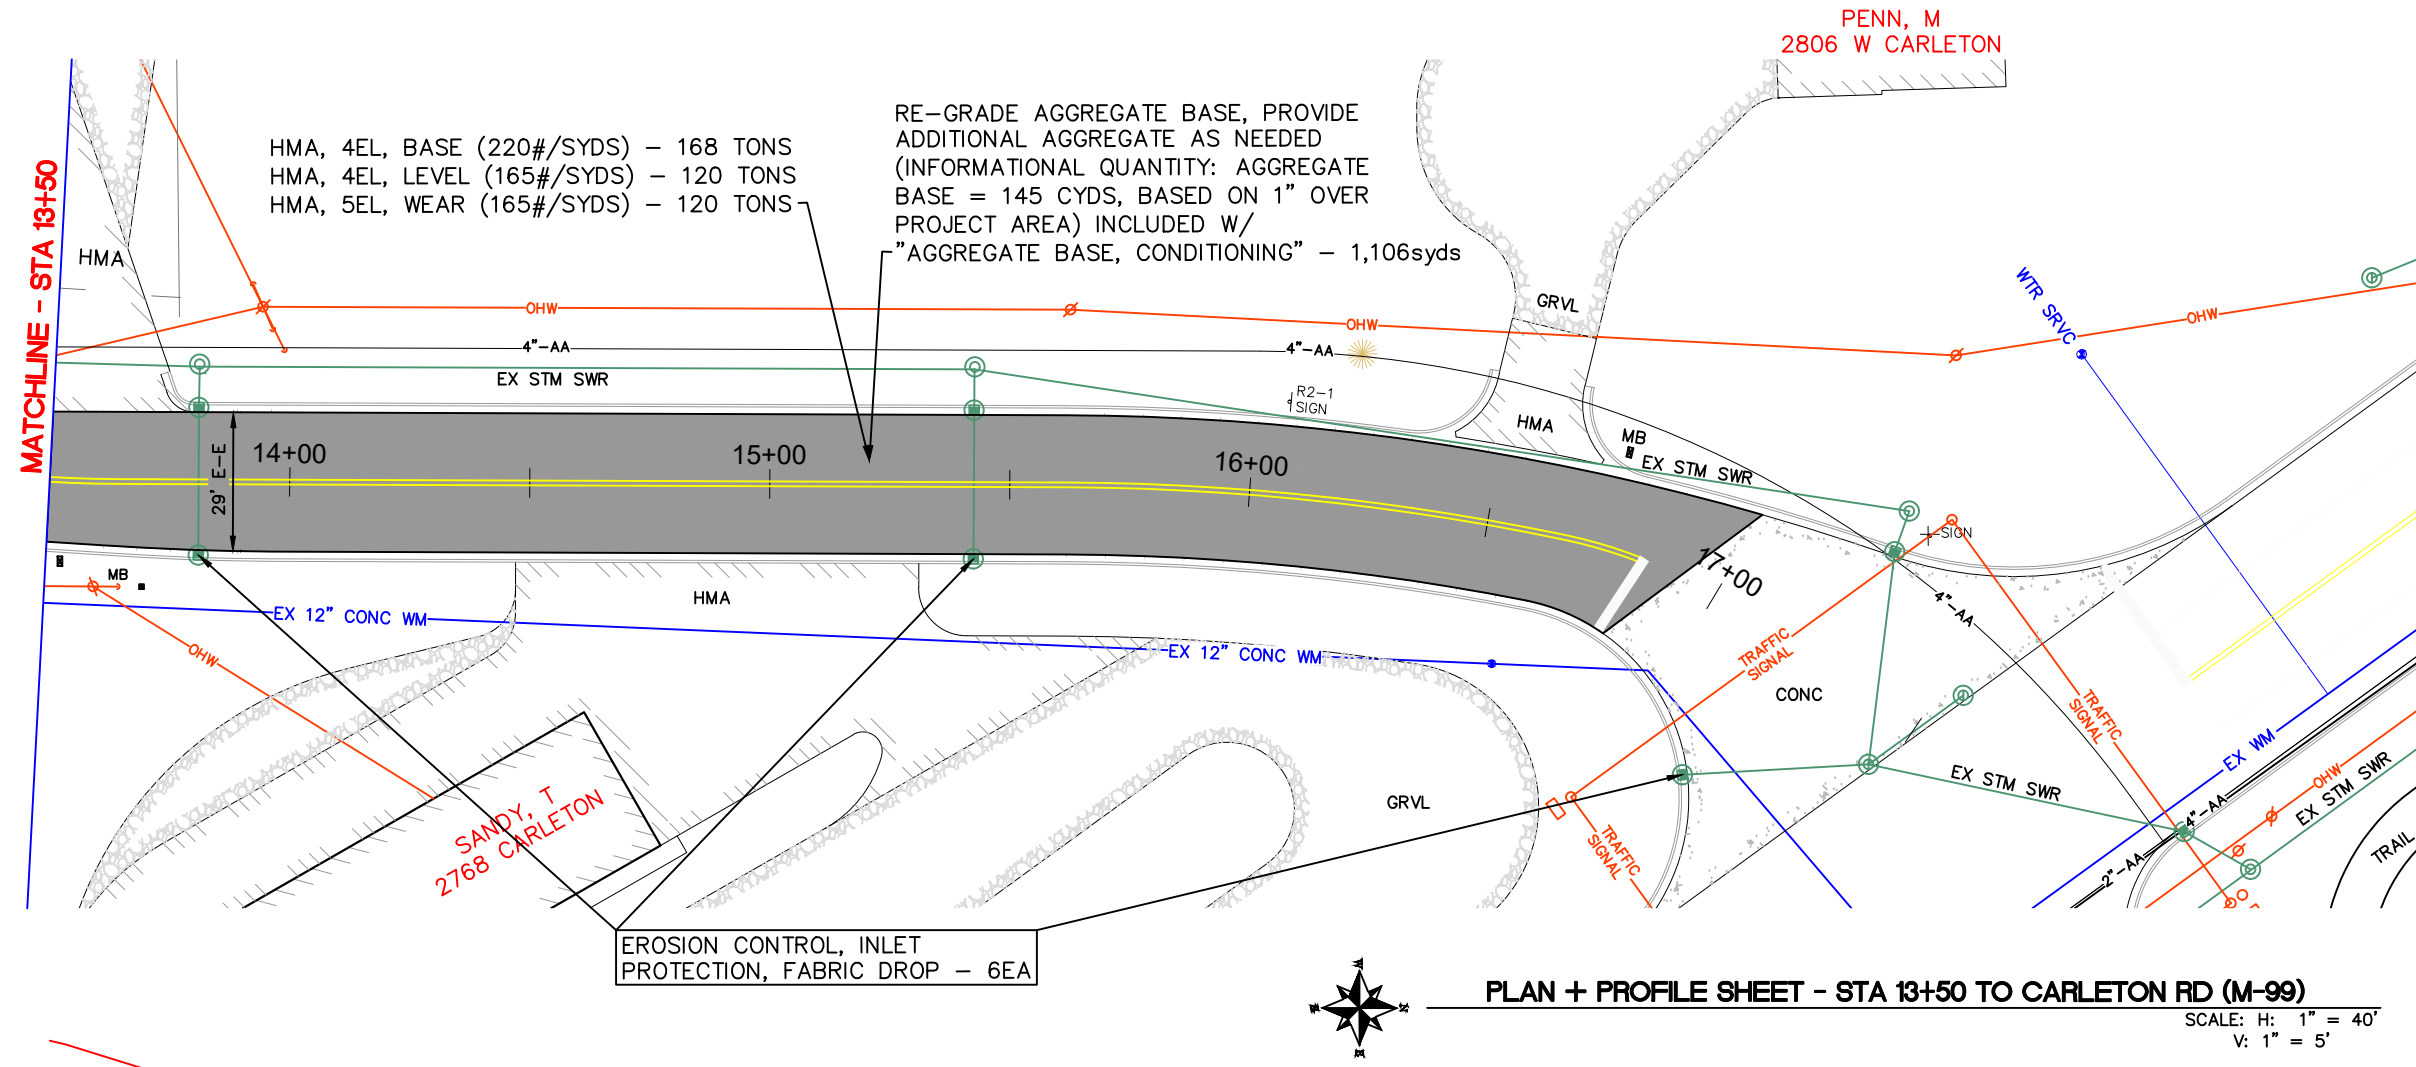 PENN, M
2806 W CARLETON
MATCHLINE - STA 13+50
HMA, 4EL, BASE (220#/SYDS) - 168 TONS
HMA, 4EL, LEVEL (165#/SYDS) - 120 TONS
HMA, 5EL, WEAR (165#/SYDS) - 120 TONS
RE-GRADE AGGREGATE BASE, PROVIDE
ADDITIONAL AGGREGATE AS NEEDED
(INFORMATIONAL QUANTITY: AGGREGATE
BASE = 145 CYDS, BASED ON 1" OVER
PROJECT AREA) INCLUDED W/
"AGGREGATE BASE, CONDITIONING" - 1,106syds
HMA
OHW
OHW
OHW
GRVL
WTR SRVC
4"-AA
4"-AA
EX STM SWR
R2-1
SIGN
HMA
MB
EX STM SWR
29' E-E
14+00
15+00
16+00
17+00
SIGN
MB
HMA
EX 12" CONC WM
EX 12" CONC WM
OHW
4"-AA
TRAFFIC
SIGNAL
CONC
TRAFFIC
SIGNAL
EX WM
SANDY, T
2768 CARLETON
GRVL
TRAFFIC
SIGNAL
EX STM SWR
4"-AA
OHW
EX STM SWR
2"-AA
TRAIL
EROSION CONTROL, INLET
PROTECTION, FABRIC DROP - 6EA
PLAN + PROFILE SHEET - STA 13+50 TO CARLETON RD (M-99)
SCALE: H: 1" = 40'
V: 1" = 5'